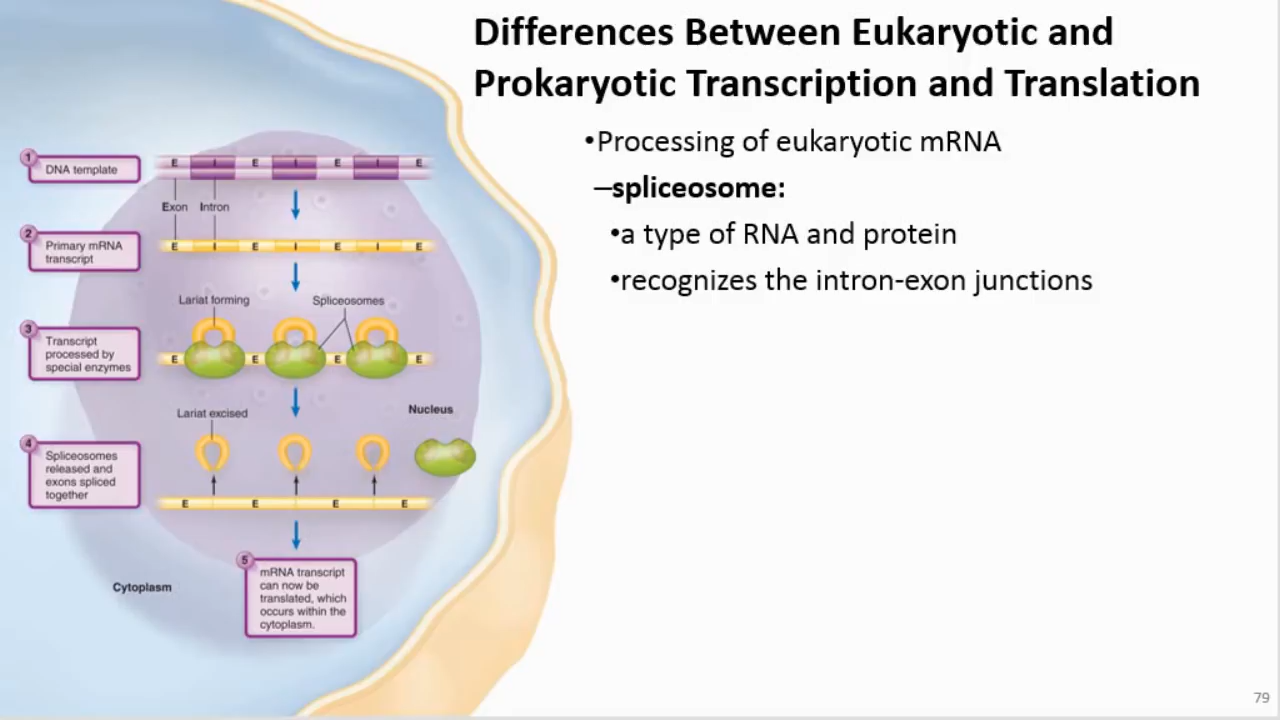 Differences Between Eukaryotic and
Prokaryotic Transcription and Translation
•Processing of eukaryotic mRNA
–spliceosome:
•a type of RNA and protein
•recognizes the intron-exon junctions
1
DNA template
E I E I E I E
Exon Intron
2
Primary mRNA
transcript
E I E I E I E
Lariat forming
Spliceosomes
3
Transcript
processed by
special enzymes
E E E E
Lariat excised
Nucleus
4
Spliceosomes
released and
exons spliced
together
E E E E
5
mRNA transcript
can now be
translated, which
occurs within the
cytoplasm.
Cytoplasm
79